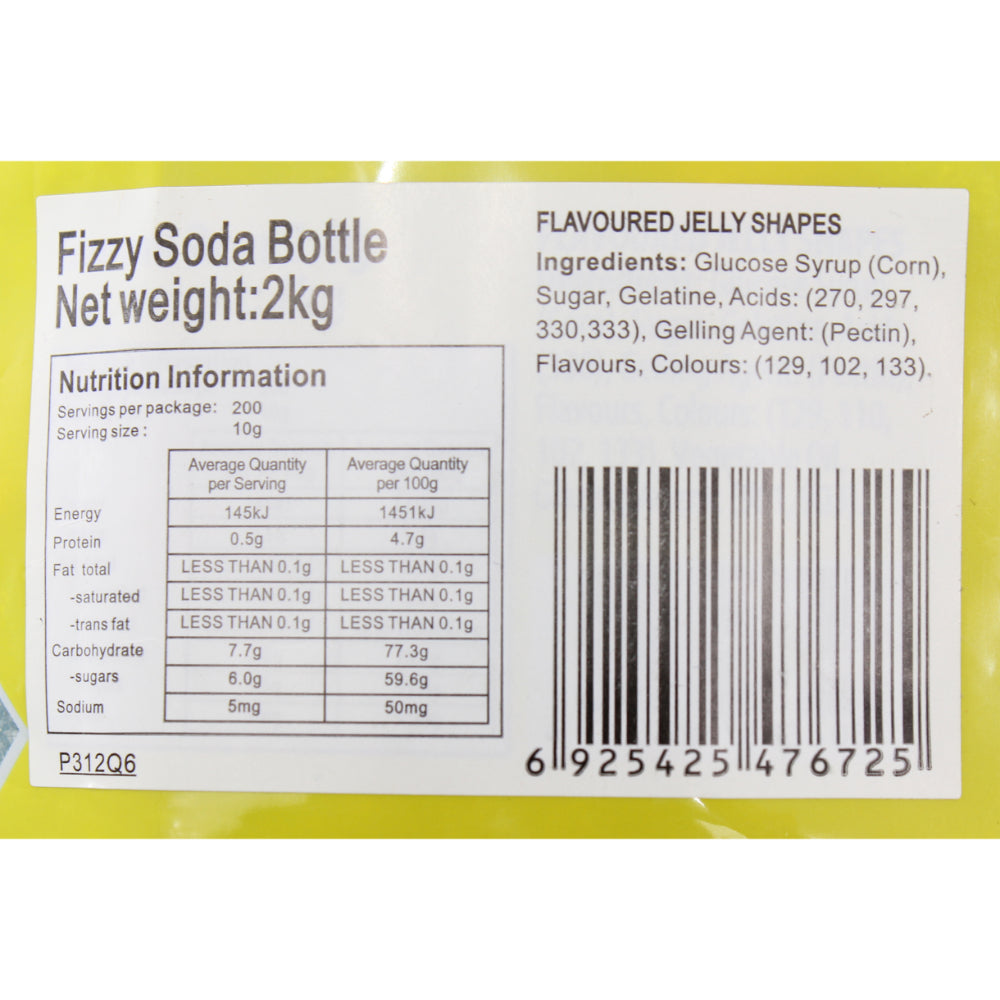 Fizzy Soda Bottle
Net weight:2kg
Nutrition Information
Servings per package: 200
Serving size: 10g
Average Quantity per Serving Average Quantity per 100g
Energy 145kJ 1451kJ
Protein 0.5g 4.7g
Fat total LESS THAN 0.1g LESS THAN 0.1g
-saturated LESS THAN 0.1g LESS THAN 0.1g
-trans fat LESS THAN 0.1g LESS THAN 0.1g
Carbohydrate 7.7g 77.3g
-sugars 6.0g 59.6g
Sodium 5mg 50mg
P312Q6
FLAVOURED JELLY SHAPES
Ingredients: Glucose Syrup (Corn),
Sugar, Gelatine, Acids: (270, 297,
330,333), Gelling Agent: (Pectin),
Flavours, Colours: (129, 102, 133).
6 925425 476725